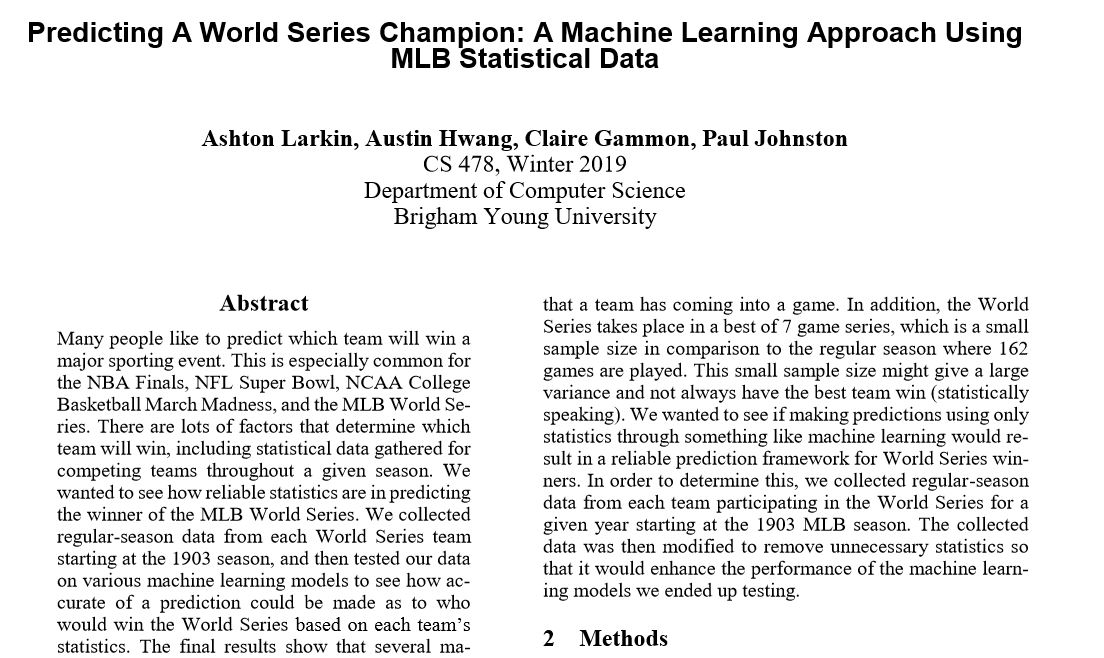 Predicting A World Series Champion: A Machine Learning Approach Using
MLB Statistical Data
Ashton Larkin, Austin Hwang, Claire Gammon, Paul Johnston
CS 478, Winter 2019
Department of Computer Science
Brigham Young University
Abstract
Many people like to predict which team will win a
major sporting event. This is especially common for
the NBA Finals, NFL Super Bowl, NCAA College
Basketball March Madness, and the MLB World Se-
ries. There are lots of factors that determine which
team will win, including statistical data gathered for
competing teams throughout a given season. We
wanted to see how reliable statistics are in predicting
the winner of the MLB World Series. We collected
regular-season data from each World Series team
starting at the 1903 season, and then tested our data
on various machine learning models to see how ac-
curate of a prediction could be made as to who
would win the World Series based on each team's
statistics. The final results show that several ma-
that a team has coming into a game. In addition, the World
Series takes place in a best of 7 game series, which is a small
sample size in comparison to the regular season where 162
games are played. This small sample size might give a large
variance and not always have the best team win (statistically
speaking). We wanted to see if making predictions using only
statistics through something like machine learning would re-
sult in a reliable prediction framework for World Series win-
ners. In order to determine this, we collected regular-season
data from each team participating in the World Series for a
given year starting at the 1903 MLB season. The collected
data was then modified to remove unnecessary statistics so
that it would enhance the performance of the machine learn-
ing models we ended up testing.
2 Methods